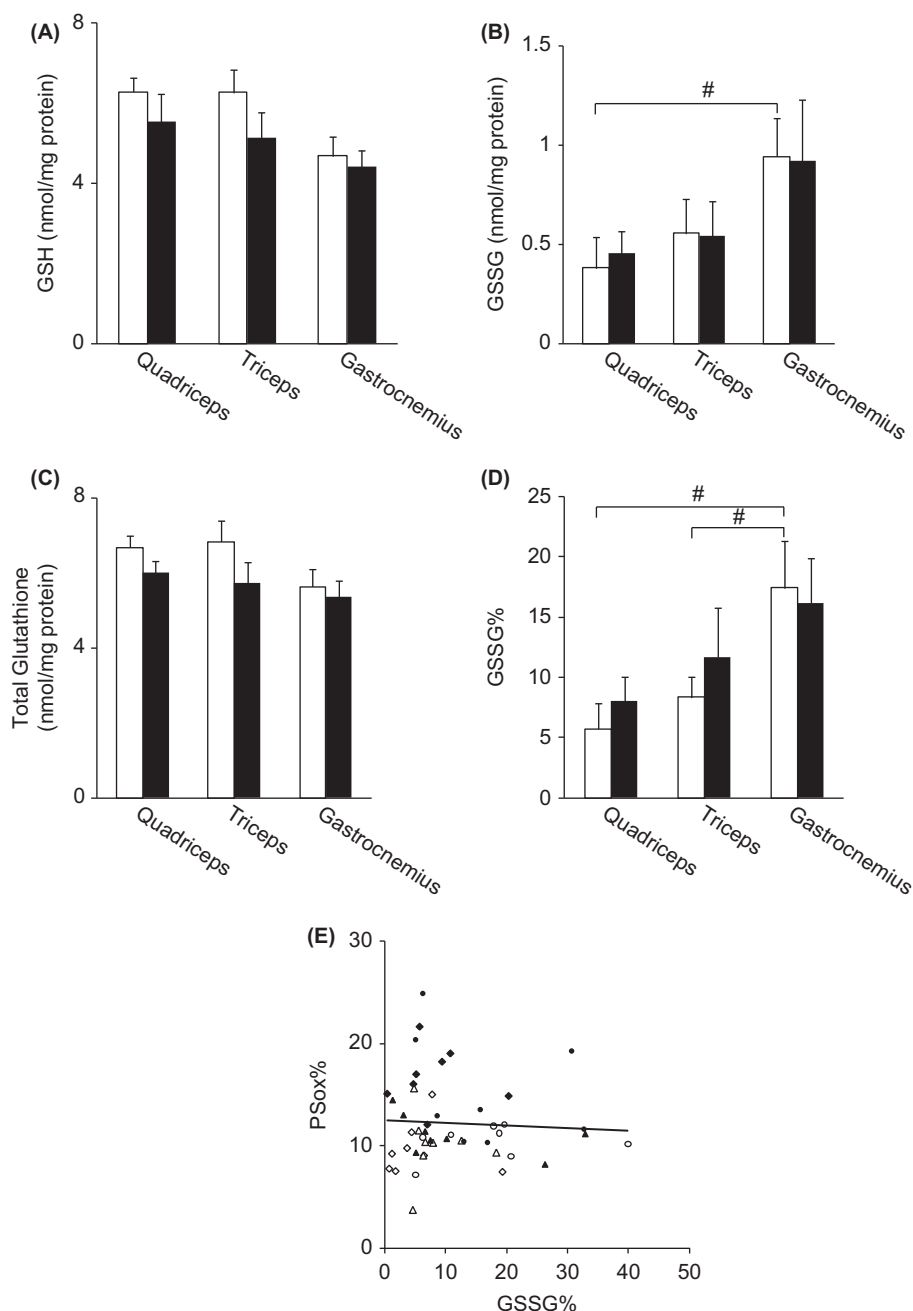 (A)
8
4
0
GSH (nmol/mg protein)
Quadriceps
Triceps
Gastrocnemius
(B)
1.5
1
0.5
0
GSSG (nmol/mg protein)
#
Quadriceps
Triceps
Gastrocnemius
(C)
8
4
0
Total Glutathione
(nmol/mg protein)
Quadriceps
Triceps
Gastrocnemius
(D)
25
20
15
10
5
0
GSSG%
#
#
Quadriceps
Triceps
Gastrocnemius
(E)
30
20
10
0
PSox%
0 10 20 30 40 50
GSSG%